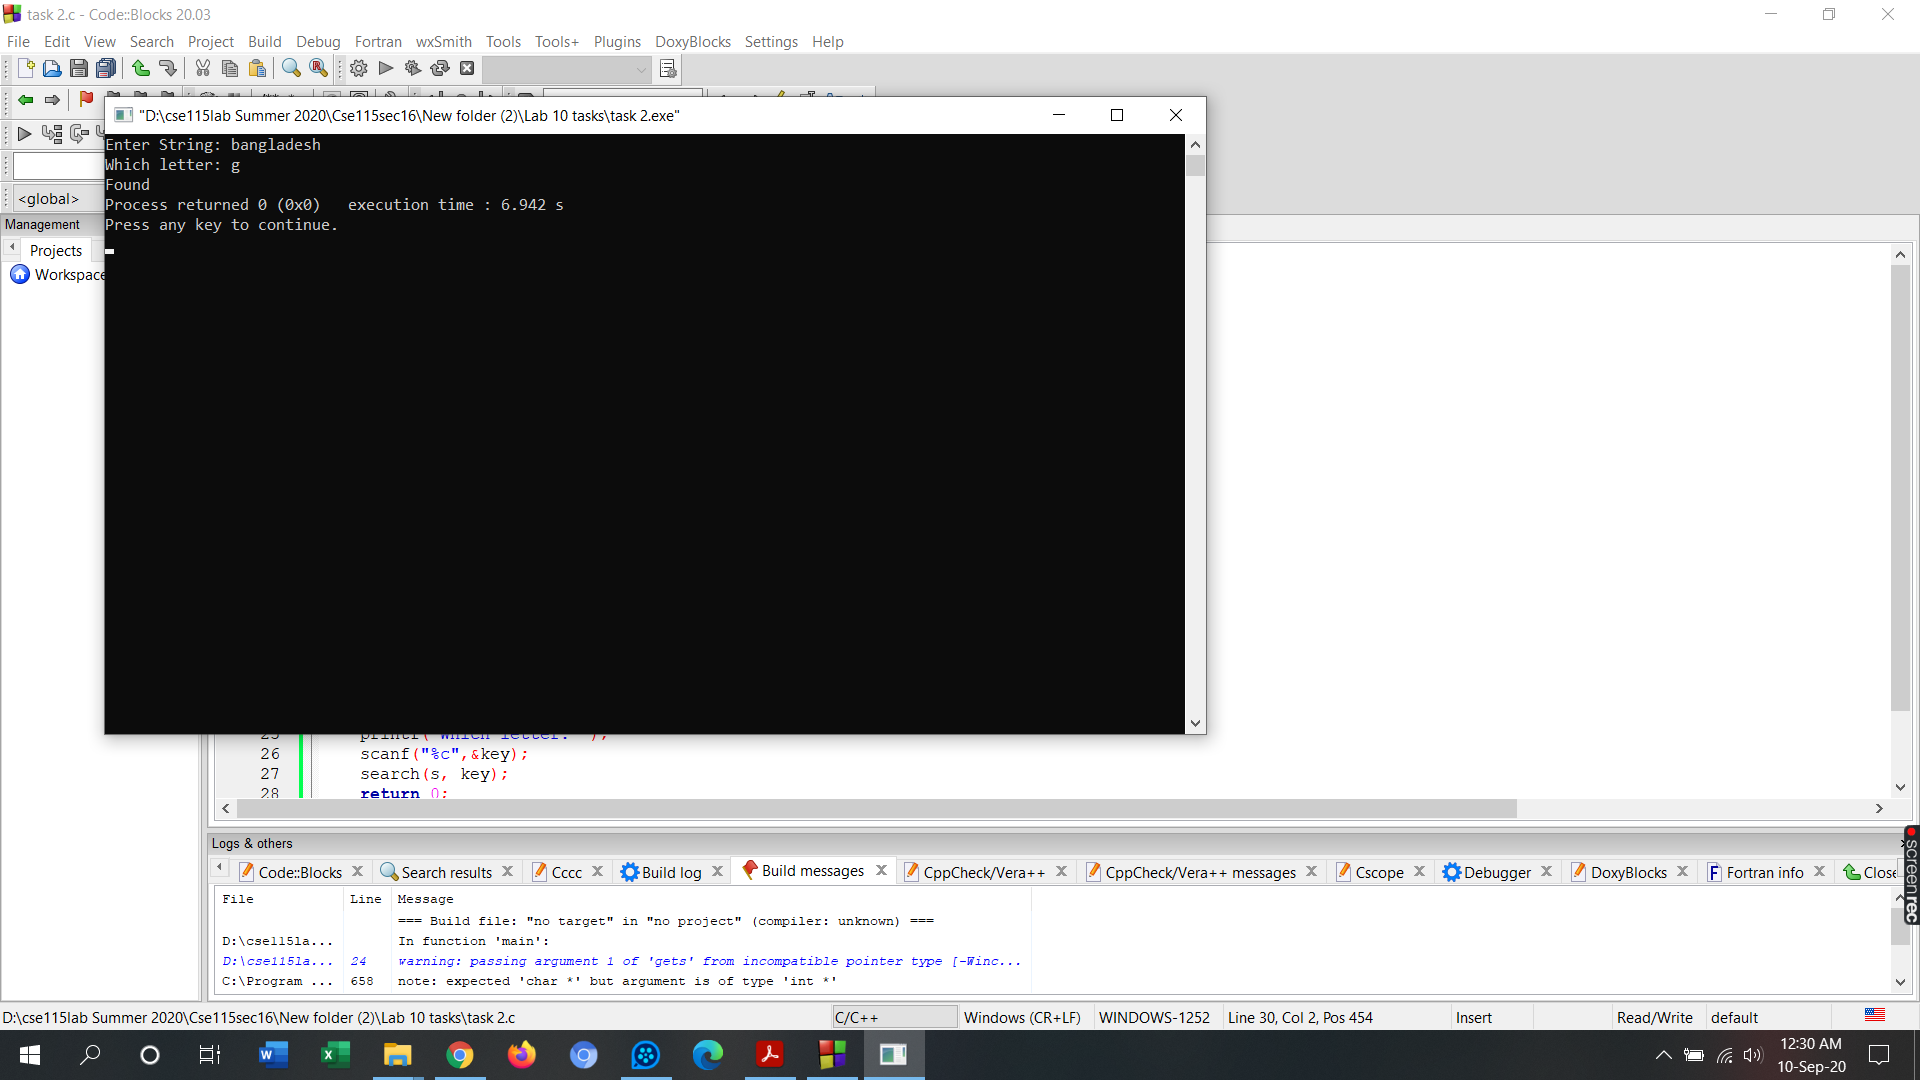 task 2.c - Code::Blocks 20.03
File Edit View Search Project Build Debug Fortran wxSmith Tools Tools+ Plugins DoxyBlocks Settings Help
"D:\cse115lab Summer 2020\Cse115sec16\New folder (2)\Lab 10 tasks\task 2.exe"
Enter String: bangladesh
Which letter: g
Found
Process returned 0 (0x0)   execution time : 6.942 s
Press any key to continue.
<global>
Management
Projects
Workspace
25 printf("Which letter: ");
26 scanf("%c",&key);
27 search(s, key);
28 return 0;
Logs & others
Code::Blocks Search results Cccc Build log Build messages CppCheck/Vera++ CppCheck/Vera++ messages Cscope Debugger DoxyBlocks Fortran info Close
File Line Message
=== Build file: "no target" in "no project" (compiler: unknown) ===
D:\cse115la... In function 'main':
D:\cse115la... 24 warning: passing argument 1 of 'gets' from incompatible pointer type [-Winc...
C:\Program ... 658 note: expected 'char *' but argument is of type 'int *'
screenrec
D:\cse115lab Summer 2020\Cse115sec16\New folder (2)\Lab 10 tasks\task 2.c C/C++ Windows (CR+LF) WINDOWS-1252 Line 30, Col 2, Pos 454 Insert Read/Write default
12:30 AM
10-Sep-20